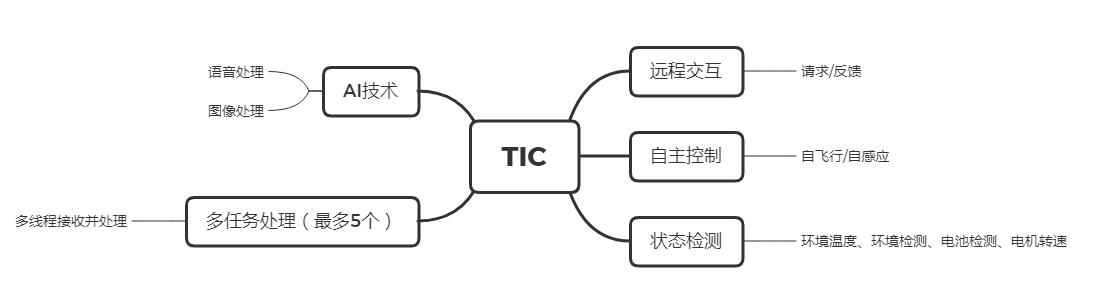 语音处理
图像处理
AI技术
多线程接收并处理
多任务处理（最多5个）
TIC
远程交互
请求/反馈
自主控制
自飞行/自感应
状态检测
环境温度、环境检测、电池检测、电机转速